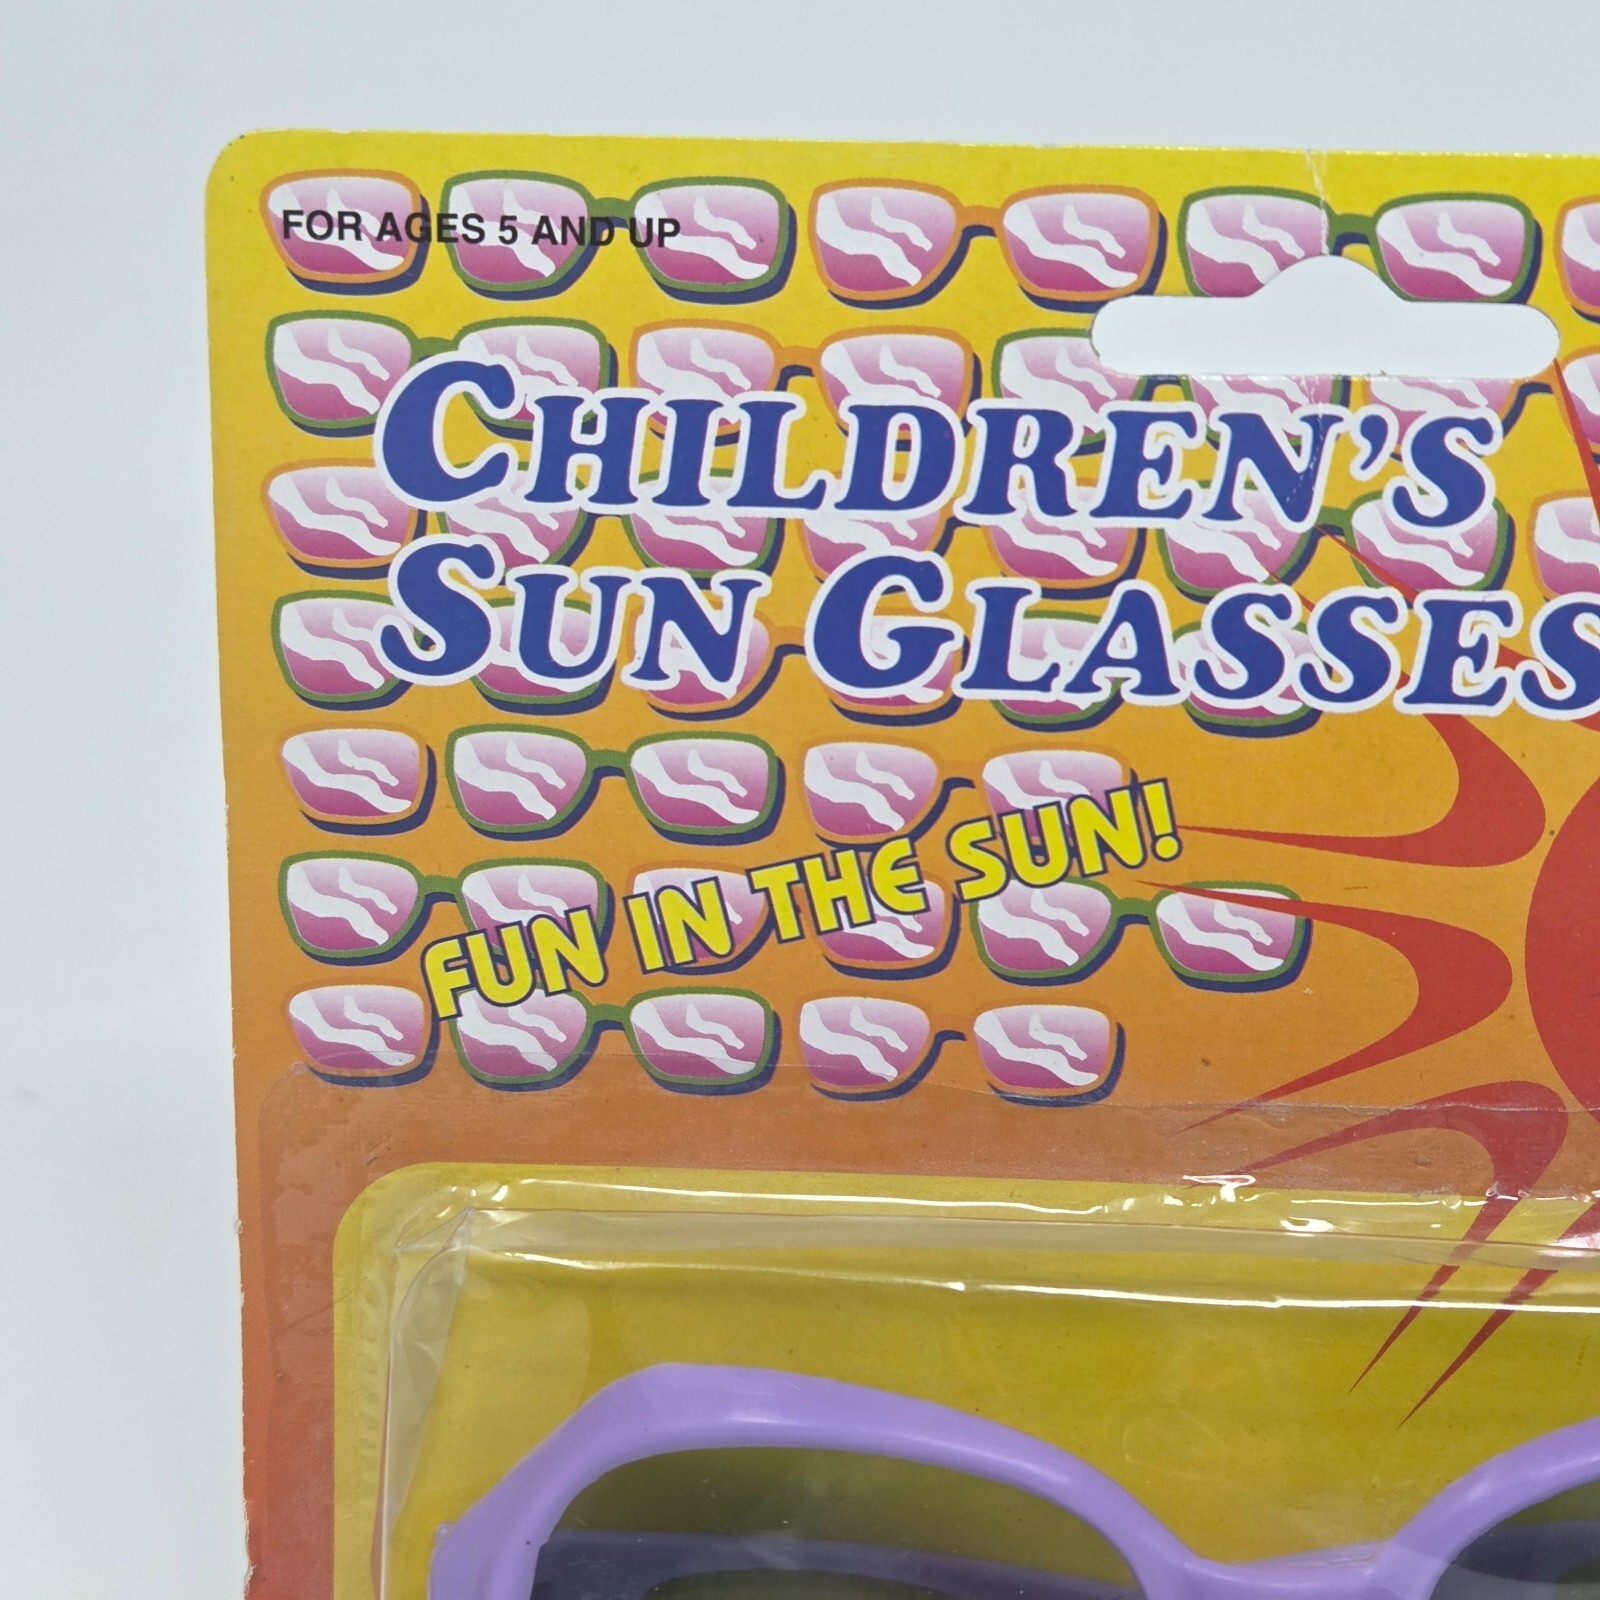 FOR AGES 5 AND UP
CHILDREN'S
SUN GLASSES
FUN IN THE SUN!